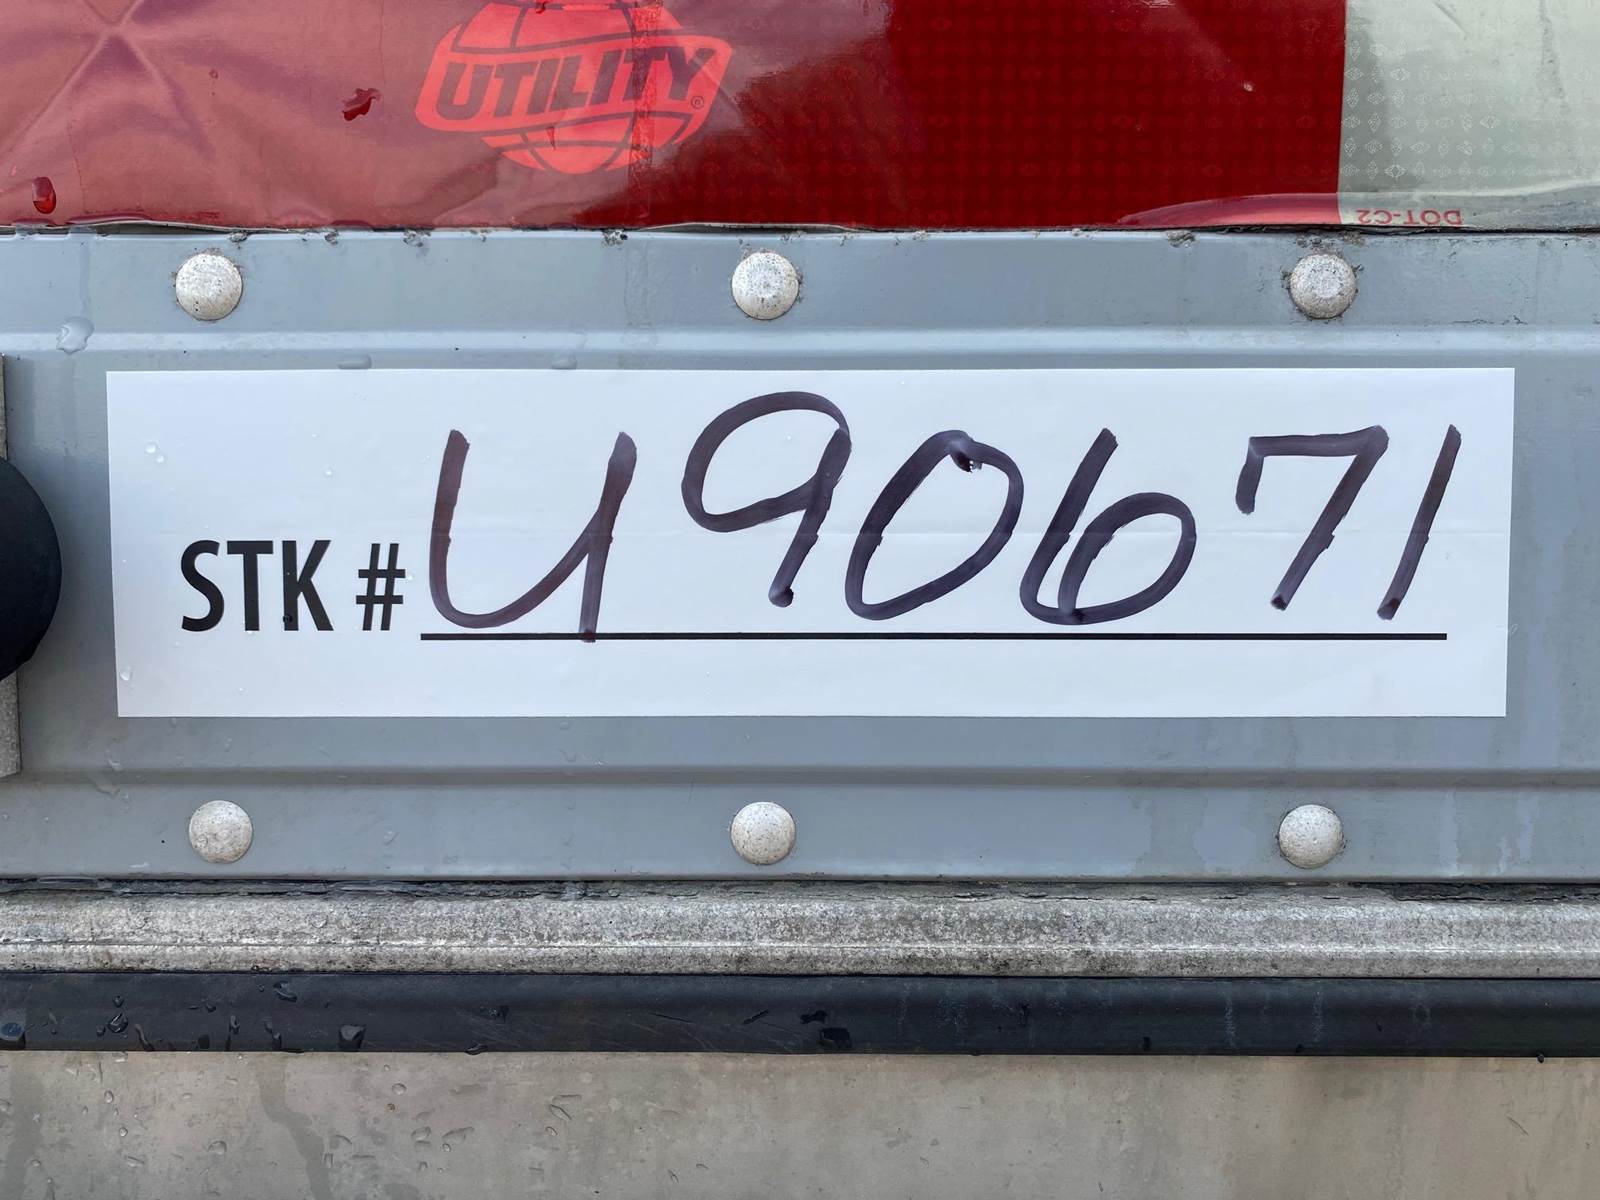 UTILITY®
DOT-C2
STK # U90671